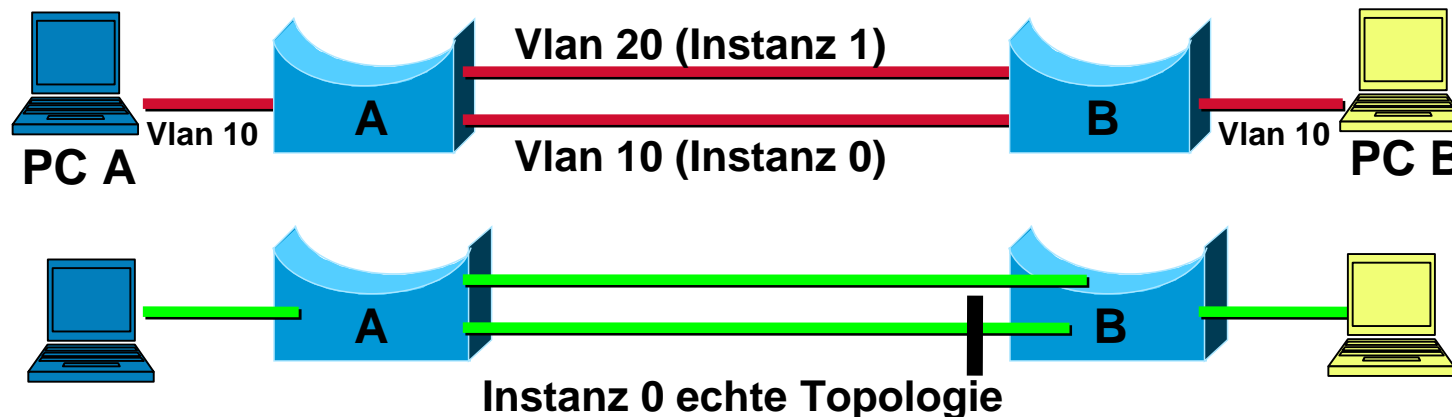 Vlan 20 (Instanz 1)
A
B
Vlan 10
Vlan 10
PC A
Vlan 10 (Instanz 0)
PC B
A
B
Instanz 0 echte Topologie